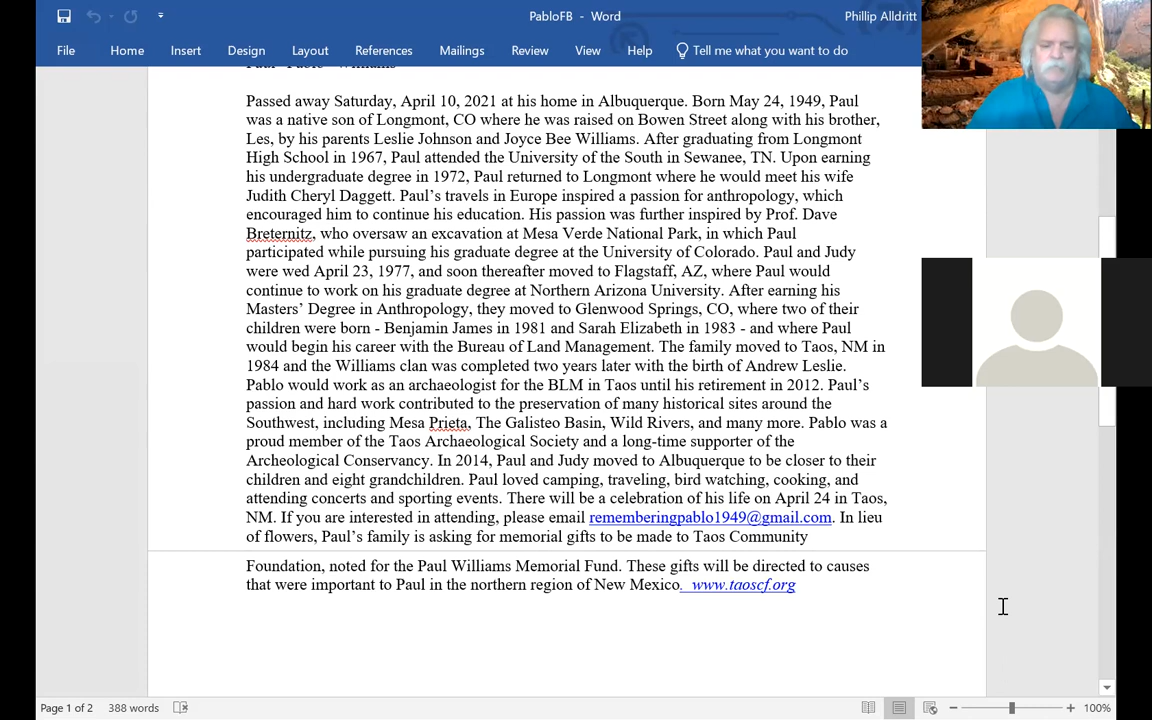 PabloFB - Word
Phillip Alldritt
File Home Insert Design Layout References Mailings Review View Help Tell me what you want to do
Paul "Pablo" Williams
Passed away Saturday, April 10, 2021 at his home in Albuquerque. Born May 24, 1949, Paul
was a native son of Longmont, CO where he was raised on Bowen Street along with his brother,
Les, by his parents Leslie Johnson and Joyce Bee Williams. After graduating from Longmont
High School in 1967, Paul attended the University of the South in Sewanee, TN. Upon earning
his undergraduate degree in 1972, Paul returned to Longmont where he would meet his wife
Judith Cheryl Daggett. Paul's travels in Europe inspired a passion for anthropology, which
encouraged him to continue his education. His passion was further inspired by Prof. Dave
Breternitz, who oversaw an excavation at Mesa Verde National Park, in which Paul
participated while pursuing his graduate degree at the University of Colorado. Paul and Judy
were wed April 23, 1977, and soon thereafter moved to Flagstaff, AZ, where Paul would
continue to work on his graduate degree at Northern Arizona University. After earning his
Masters' Degree in Anthropology, they moved to Glenwood Springs, CO, where two of their
children were born - Benjamin James in 1981 and Sarah Elizabeth in 1983 - and where Paul
would begin his career with the Bureau of Land Management. The family moved to Taos, NM in
1984 and the Williams clan was completed two years later with the birth of Andrew Leslie.
Pablo would work as an archaeologist for the BLM in Taos until his retirement in 2012. Paul's
passion and hard work contributed to the preservation of many historical sites around the
Southwest, including Mesa Prieta, The Galisteo Basin, Wild Rivers, and many more. Pablo was a
proud member of the Taos Archaeological Society and a long-time supporter of the
Archeological Conservancy. In 2014, Paul and Judy moved to Albuquerque to be closer to their
children and eight grandchildren. Paul loved camping, traveling, bird watching, cooking, and
attending concerts and sporting events. There will be a celebration of his life on April 24 in Taos,
NM. If you are interested in attending, please email rememberingpablo1949@gmail.com. In lieu
of flowers, Paul's family is asking for memorial gifts to be made to Taos Community
Foundation, noted for the Paul Williams Memorial Fund. These gifts will be directed to causes
that were important to Paul in the northern region of New Mexico. www.taoscf.org
Page 1 of 2 388 words 100%